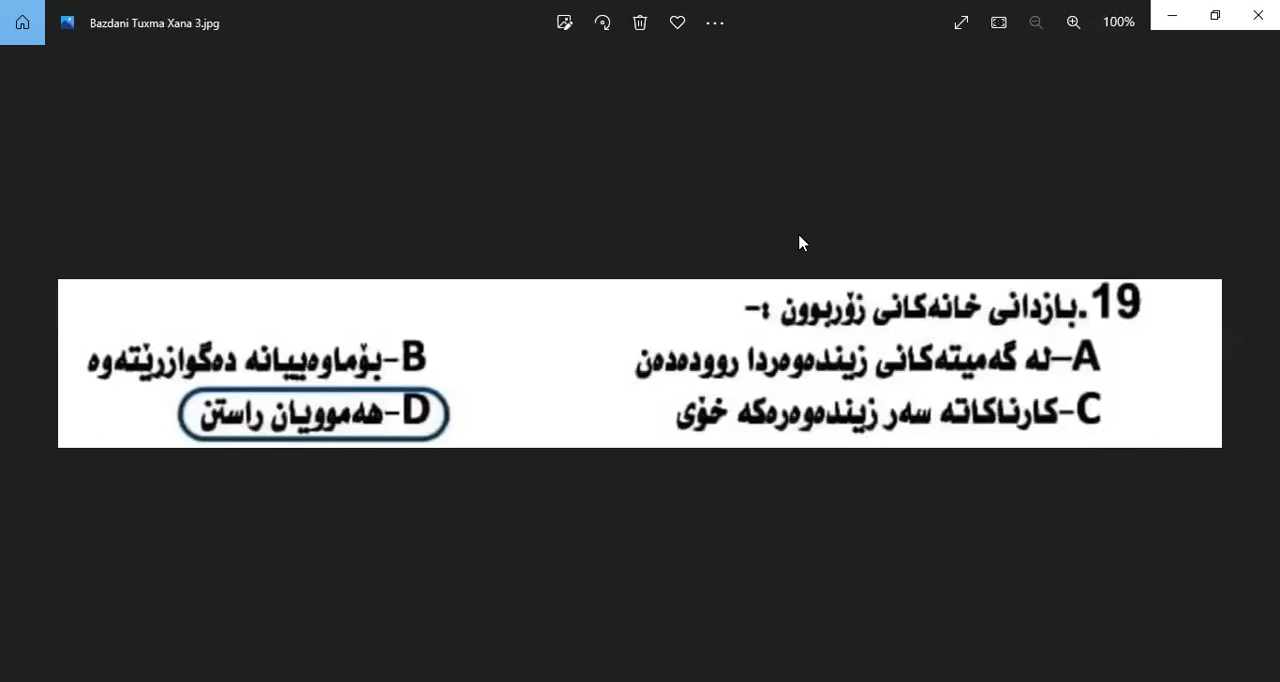 Bazdani Tuxma Xana 3.jpg
100%
19.بازدانی خانەکانی زۆربوون :-
A-لە گەمیتەکانی زیندەوەردا روودەدەن
B-بۆماوەییانە دەگوازرێتەوە
C-کارناکاتە سەر زیندەوەرەکە خۆی
D-هەموویان راستن